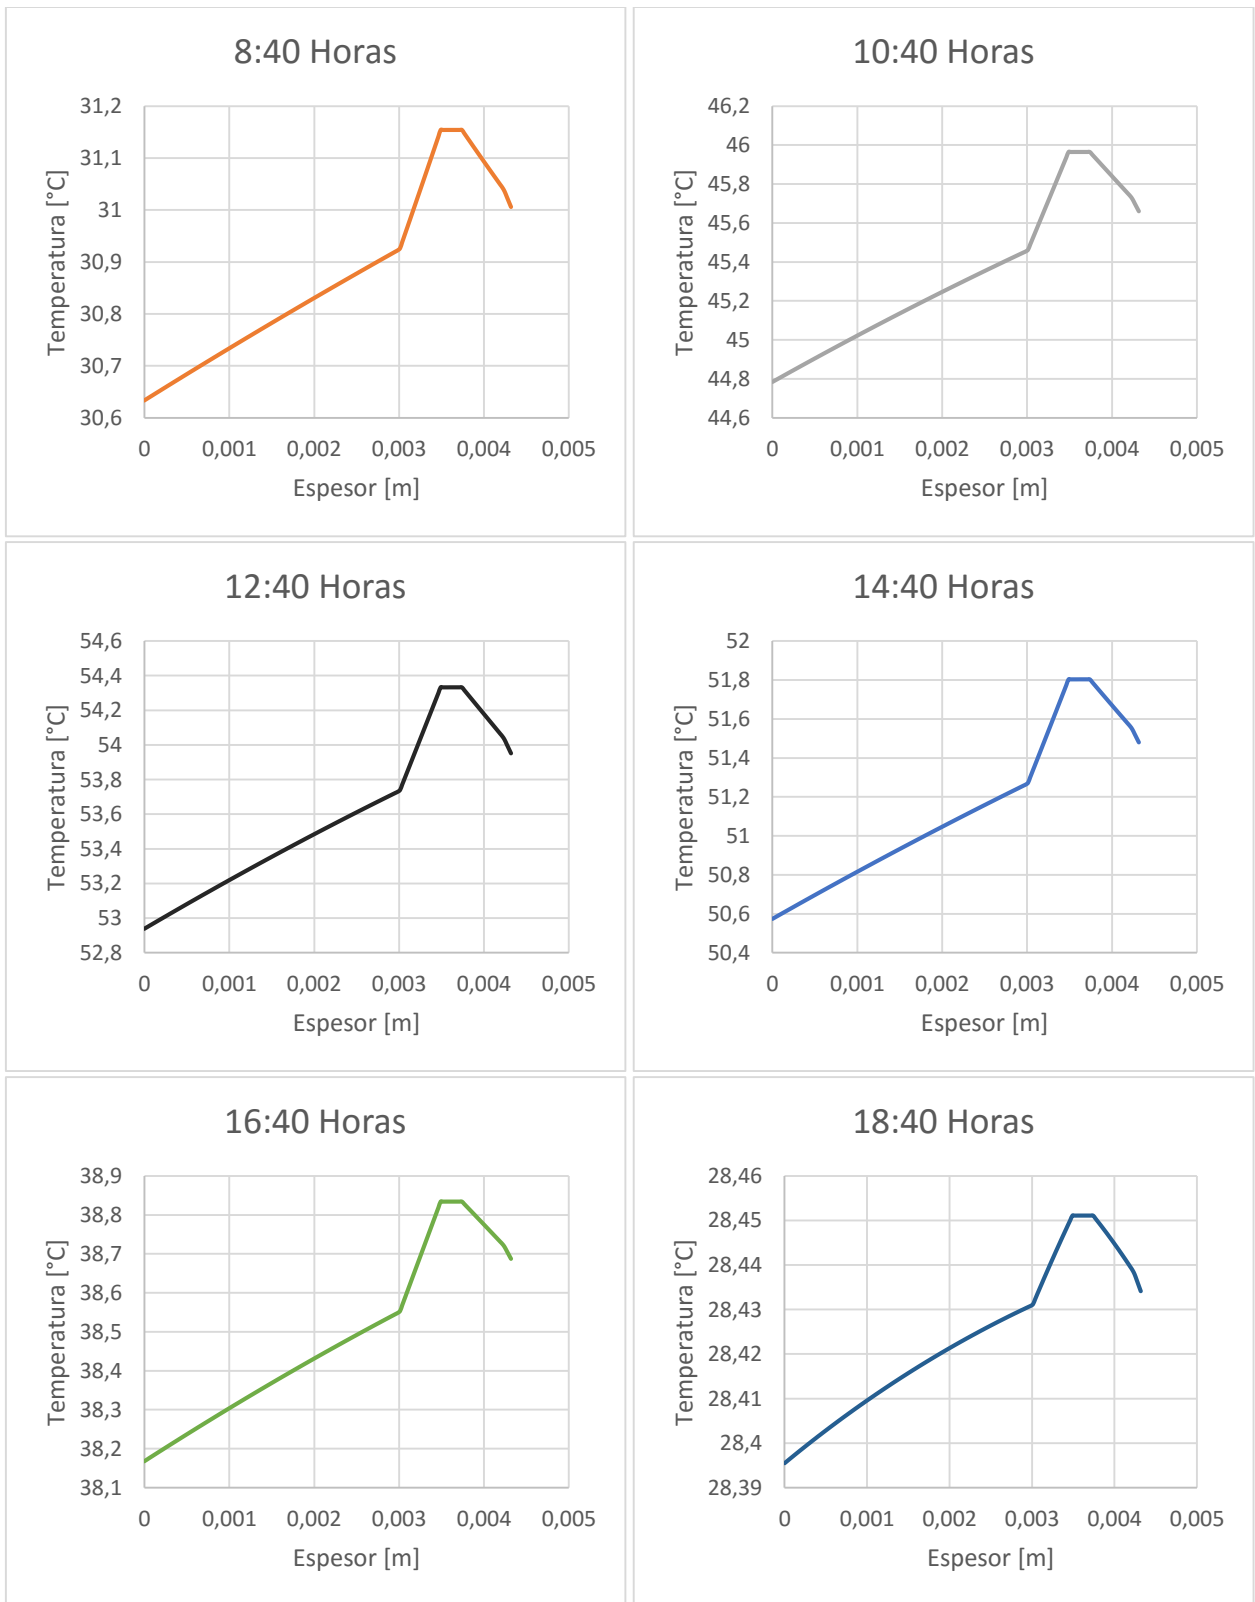 8:40 Horas
31,2
31,1
31
30,9
30,8
30,7
30,6
Temperatura [°C]
0 0,001 0,002 0,003 0,004 0,005
Espesor [m]
10:40 Horas
46,2
46
45,8
45,6
45,4
45,2
45
44,8
44,6
Temperatura [°C]
0 0,001 0,002 0,003 0,004 0,005
Espesor [m]
12:40 Horas
54,6
54,4
54,2
54
53,8
53,6
53,4
53,2
53
52,8
Temperatura [°C]
0 0,001 0,002 0,003 0,004 0,005
Espesor [m]
14:40 Horas
52
51,8
51,6
51,4
51,2
51
50,8
50,6
50,4
Temperatura [°C]
0 0,001 0,002 0,003 0,004 0,005
Espesor [m]
16:40 Horas
38,9
38,8
38,7
38,6
38,5
38,4
38,3
38,2
38,1
Temperatura [°C]
0 0,001 0,002 0,003 0,004 0,005
Espesor [m]
18:40 Horas
28,46
28,45
28,44
28,43
28,42
28,41
28,4
28,39
Temperatura [°C]
0 0,001 0,002 0,003 0,004 0,005
Espesor [m]